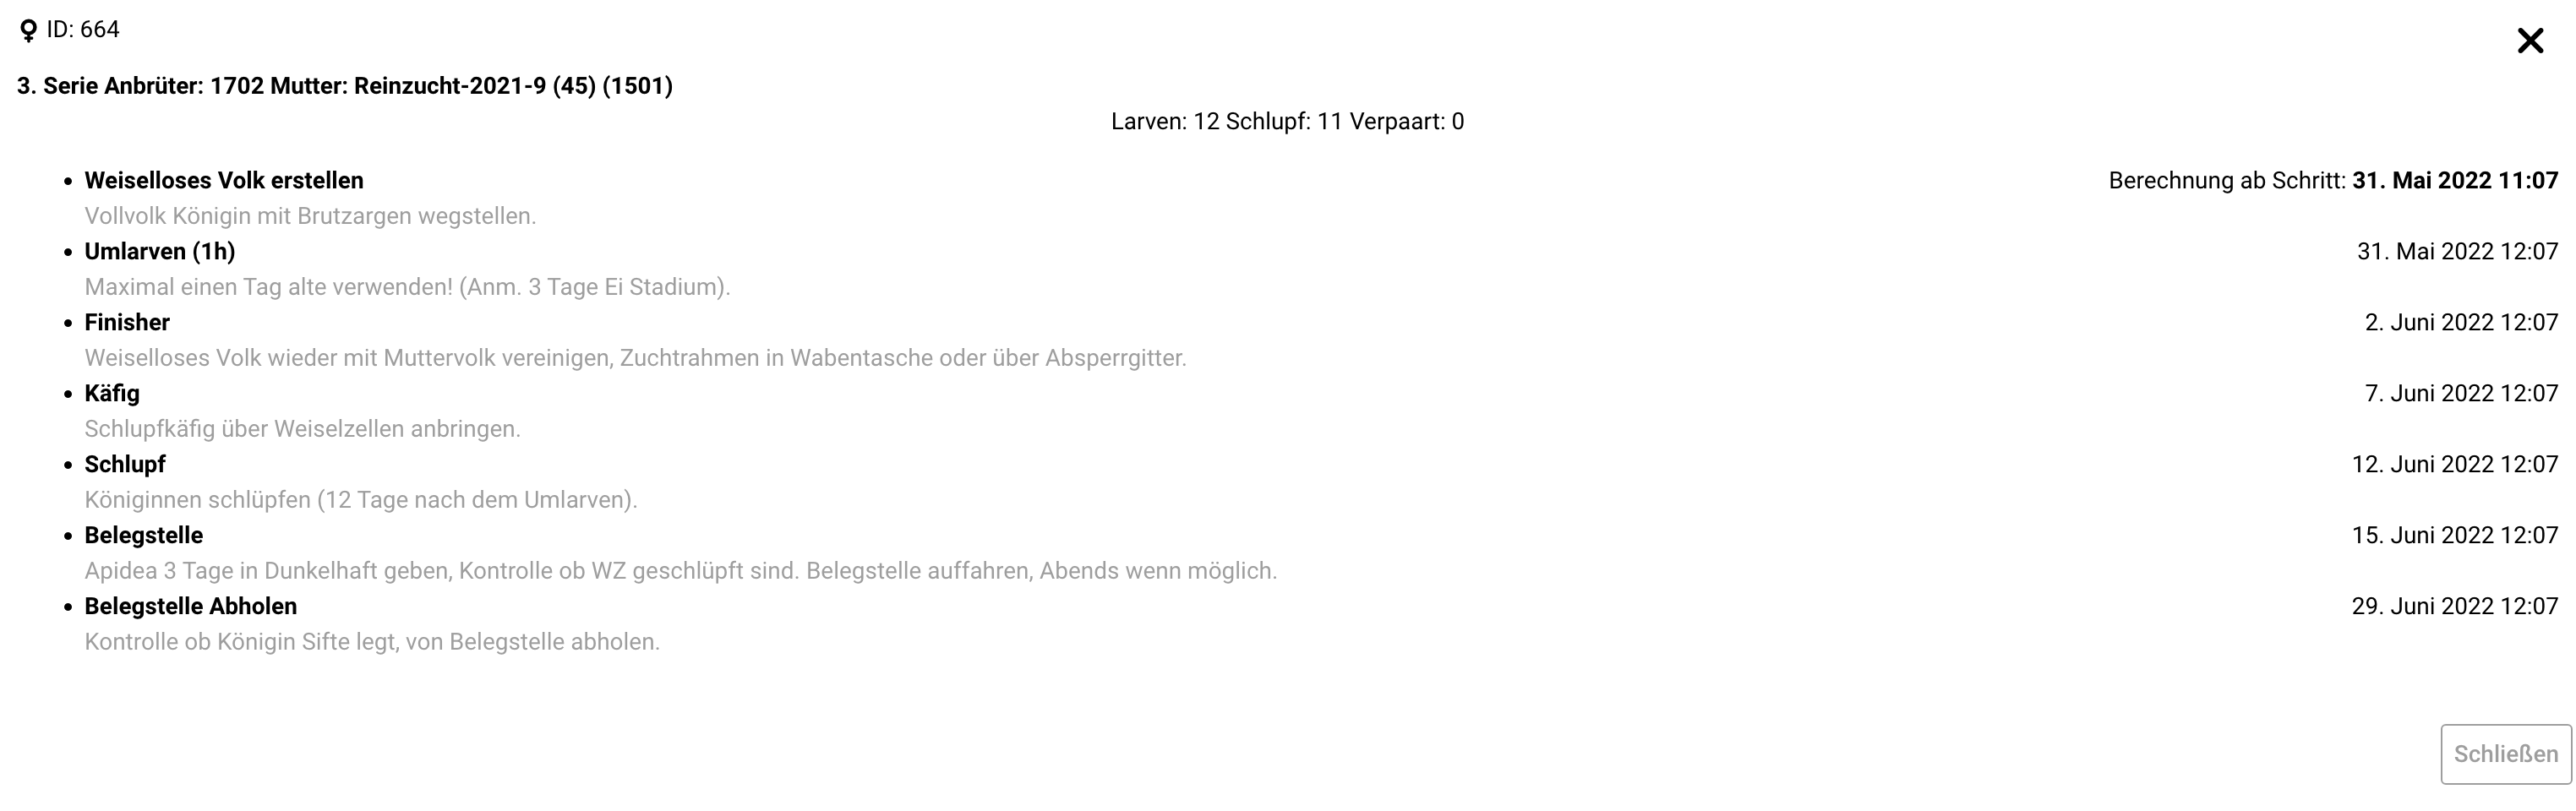 ID: 664
3. Serie Anbrüter: 1702 Mutter: Reinzucht-2021-9 (45) (1501)
Larven: 12 Schlupf: 11 Verpaart: 0
Weiselloses Volk erstellen Berechnung ab Schritt: 31. Mai 2022 11:07
Vollvolk Königin mit Brutzargen wegstellen.
Umlarven (1h) 31. Mai 2022 12:07
Maximal einen Tag alte verwenden! (Anm. 3 Tage Ei Stadium).
Finisher 2. Juni 2022 12:07
Weiselloses Volk wieder mit Muttervolk vereinigen, Zuchtrahmen in Wabentasche oder über Absperrgitter.
Käfig 7. Juni 2022 12:07
Schlupfkäfig über Weiselzellen anbringen.
Schlupf 12. Juni 2022 12:07
Königinnen schlüpfen (12 Tage nach dem Umlarven).
Belegstelle 15. Juni 2022 12:07
Apidea 3 Tage in Dunkelhaft geben, Kontrolle ob WZ geschlüpft sind. Belegstelle auffahren, Abends wenn möglich.
Belegstelle Abholen 29. Juni 2022 12:07
Kontrolle ob Königin Sifte legt, von Belegstelle abholen.
Schließen